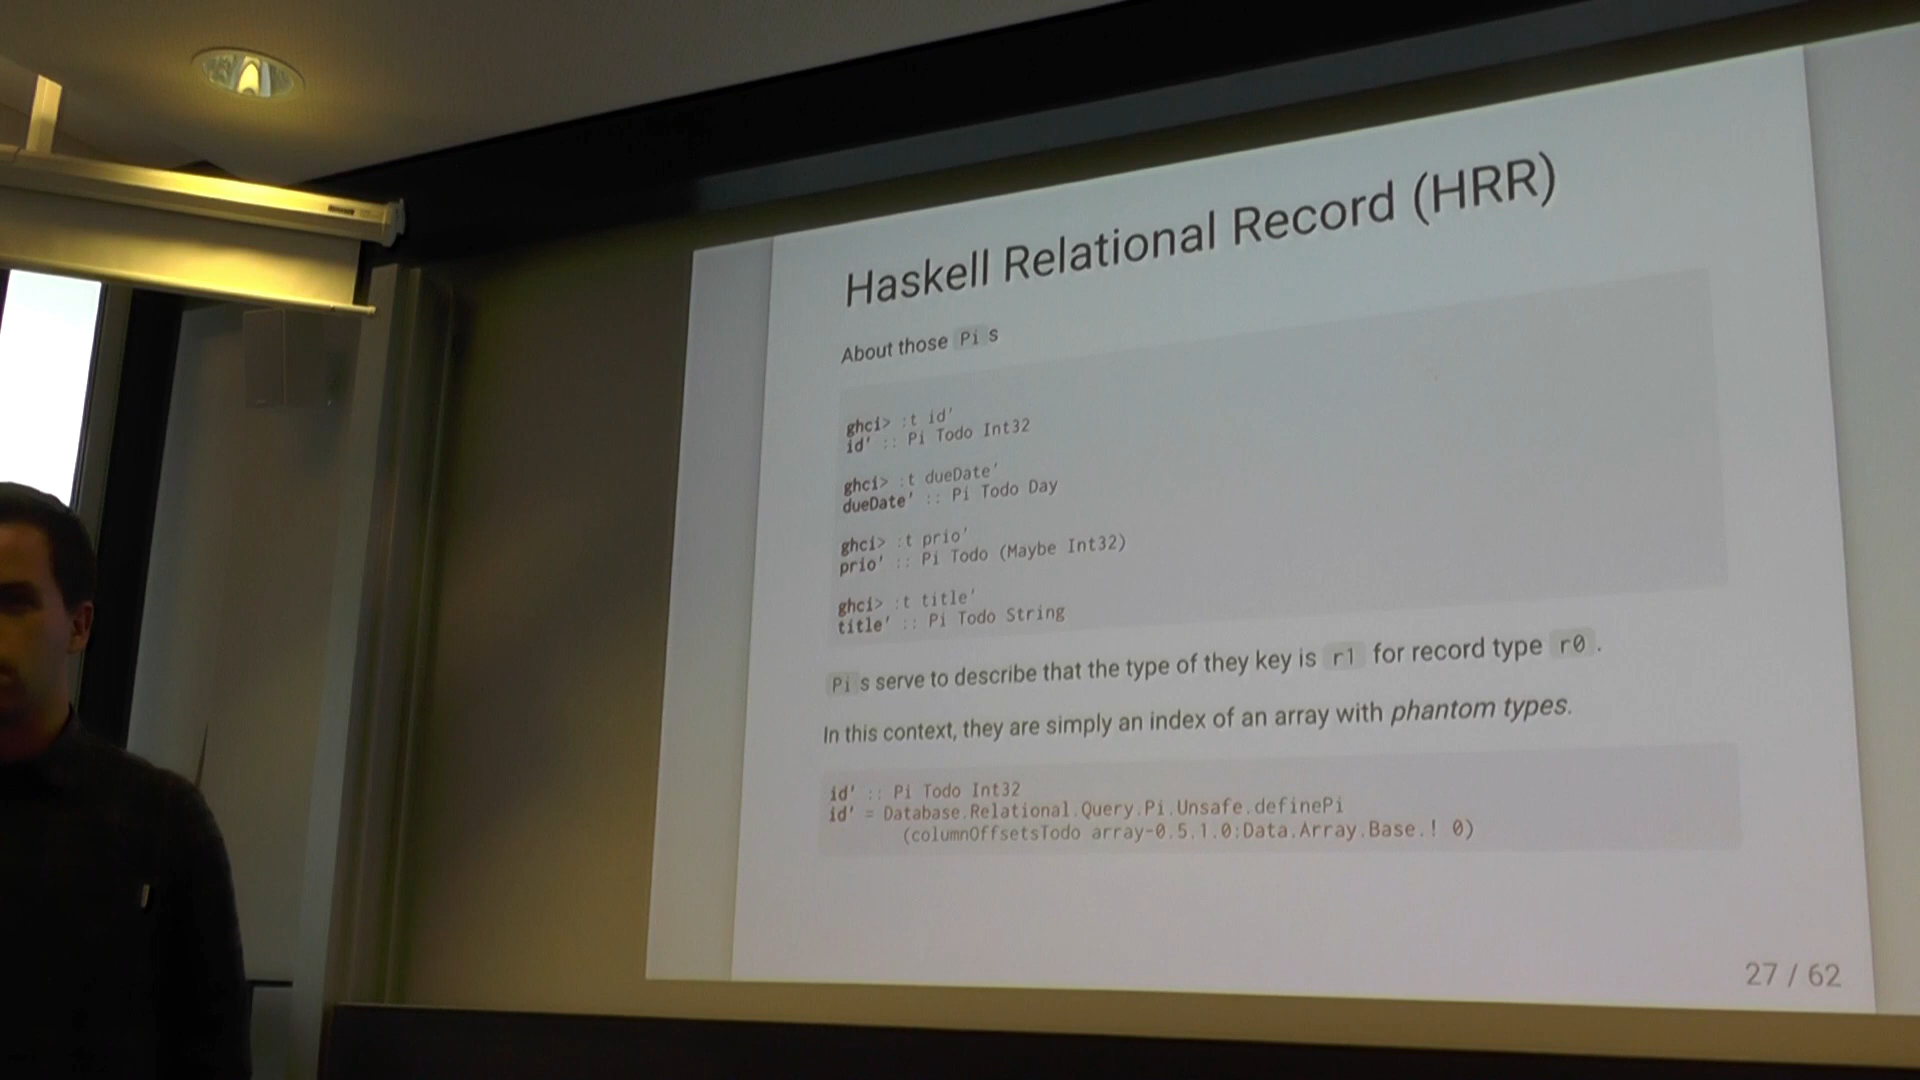 Haskell Relational Record (HRR)
About those Pi s
ghci> :t id'
id' :: Pi Todo Int32
ghci> :t dueDate'
dueDate' :: Pi Todo Day
ghci> :t prio'
prio' :: Pi Todo (Maybe Int32)
ghci> :t title'
title' :: Pi Todo String
Pi s serve to describe that the type of they key is r1 for record type r0 .
In this context, they are simply an index of an array with phantom types.
id' :: Pi Todo Int32
id' = Database.Relational.Query.Pi.Unsafe.definePi
(columnOffsetsTodo array-0.5.1.0:Data.Array.Base.! 0)
27 / 62